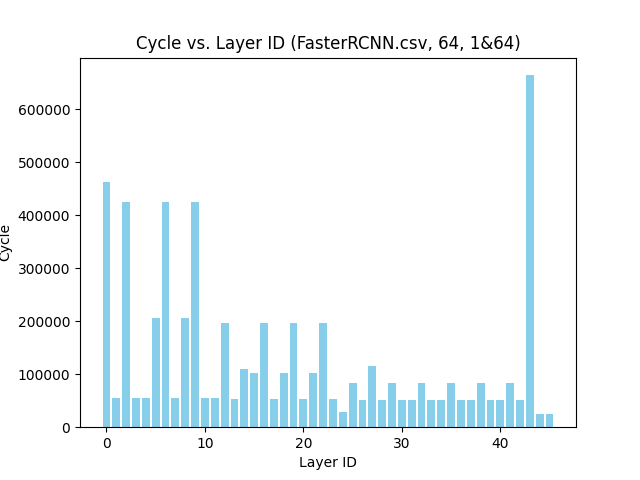 Cycle vs. Layer ID (FasterRCNN.csv, 64, 1&64)
600000
500000
400000
300000
200000
100000
0
Cycle
0 10 20 30 40
Layer ID